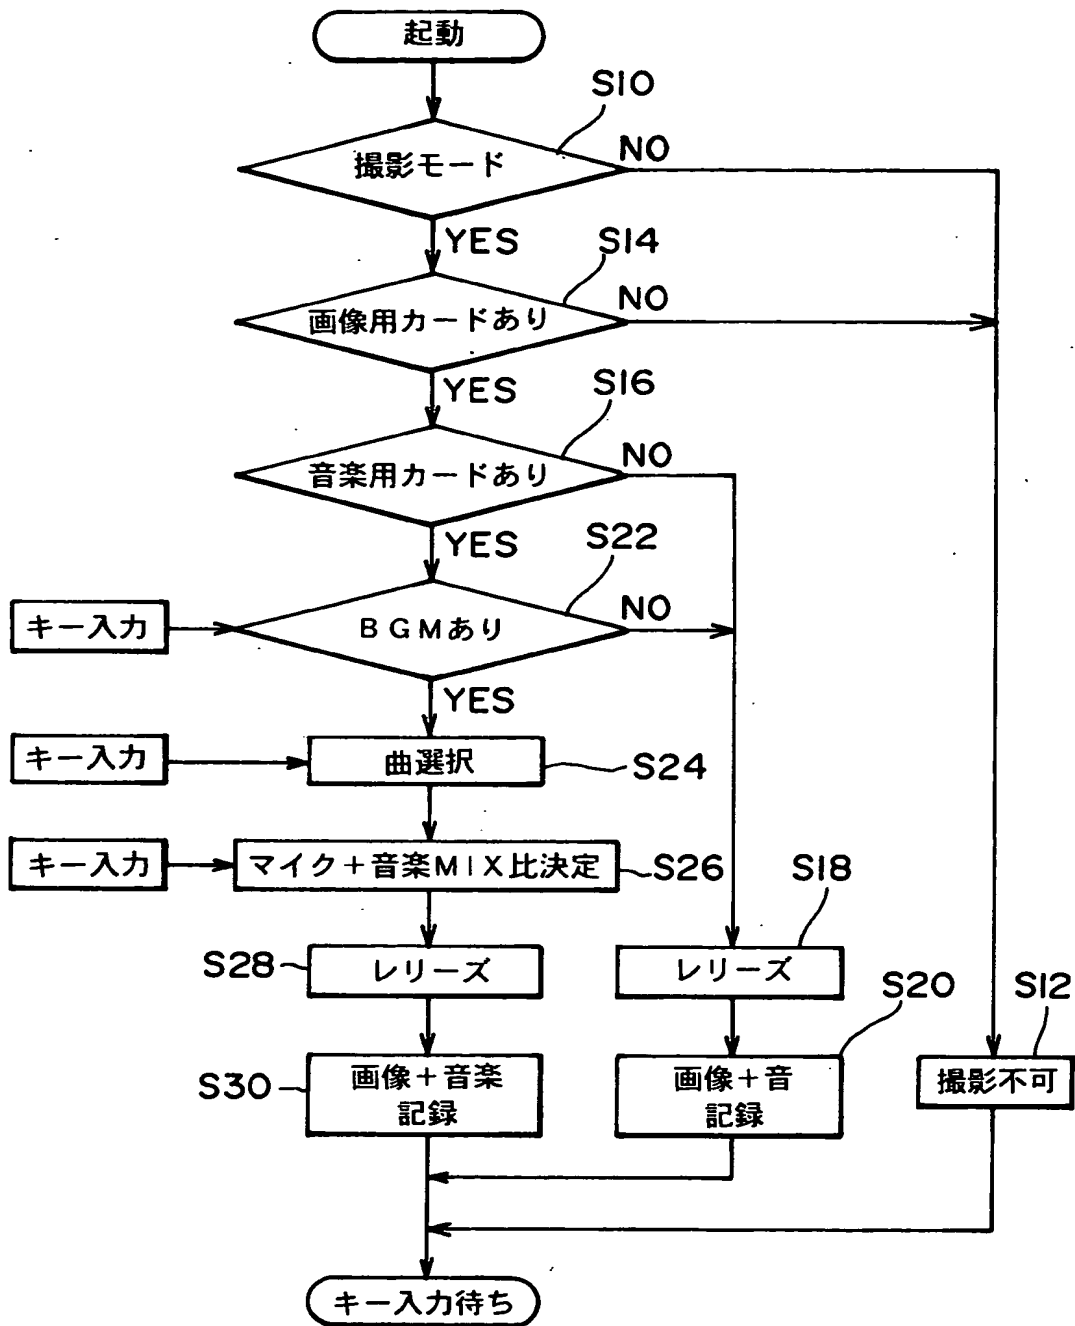 起動
S10
撮影モード
NO
YES
S14
画像用カードあり
NO
YES
S16
音楽用カードあり
NO
YES
S22
キー入力
BGMあり
NO
YES
キー入力
曲選択
S24
キー入力
マイク+音楽MIX比決定
S26
S18
S28
レリーズ
レリーズ
S20
S12
S30
画像+音楽
記録
画像+音
記録
撮影不可
キー入力待ち